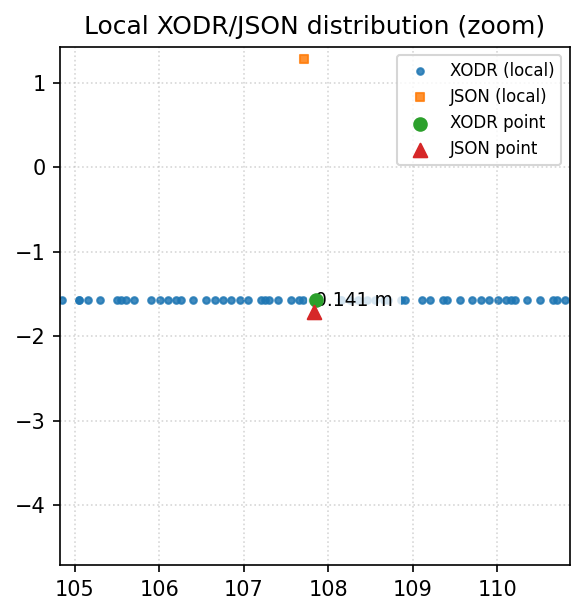 Local XODR/JSON distribution (zoom)
XODR (local)
JSON (local)
XODR point
JSON point
1
0
−1
−2
−3
−4
0.141 m
105
106
107
108
109
110